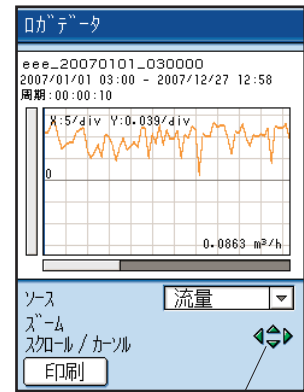 ロガデータ
eee_20070101_030000
2007/01/01 03:00 - 2007/12/27 12:58
周期:00:00:10
X:5/div Y:0.039/div
0
0.0863 m³/h
ソース
流量
ズーム
スクロール / カーソル
印刷